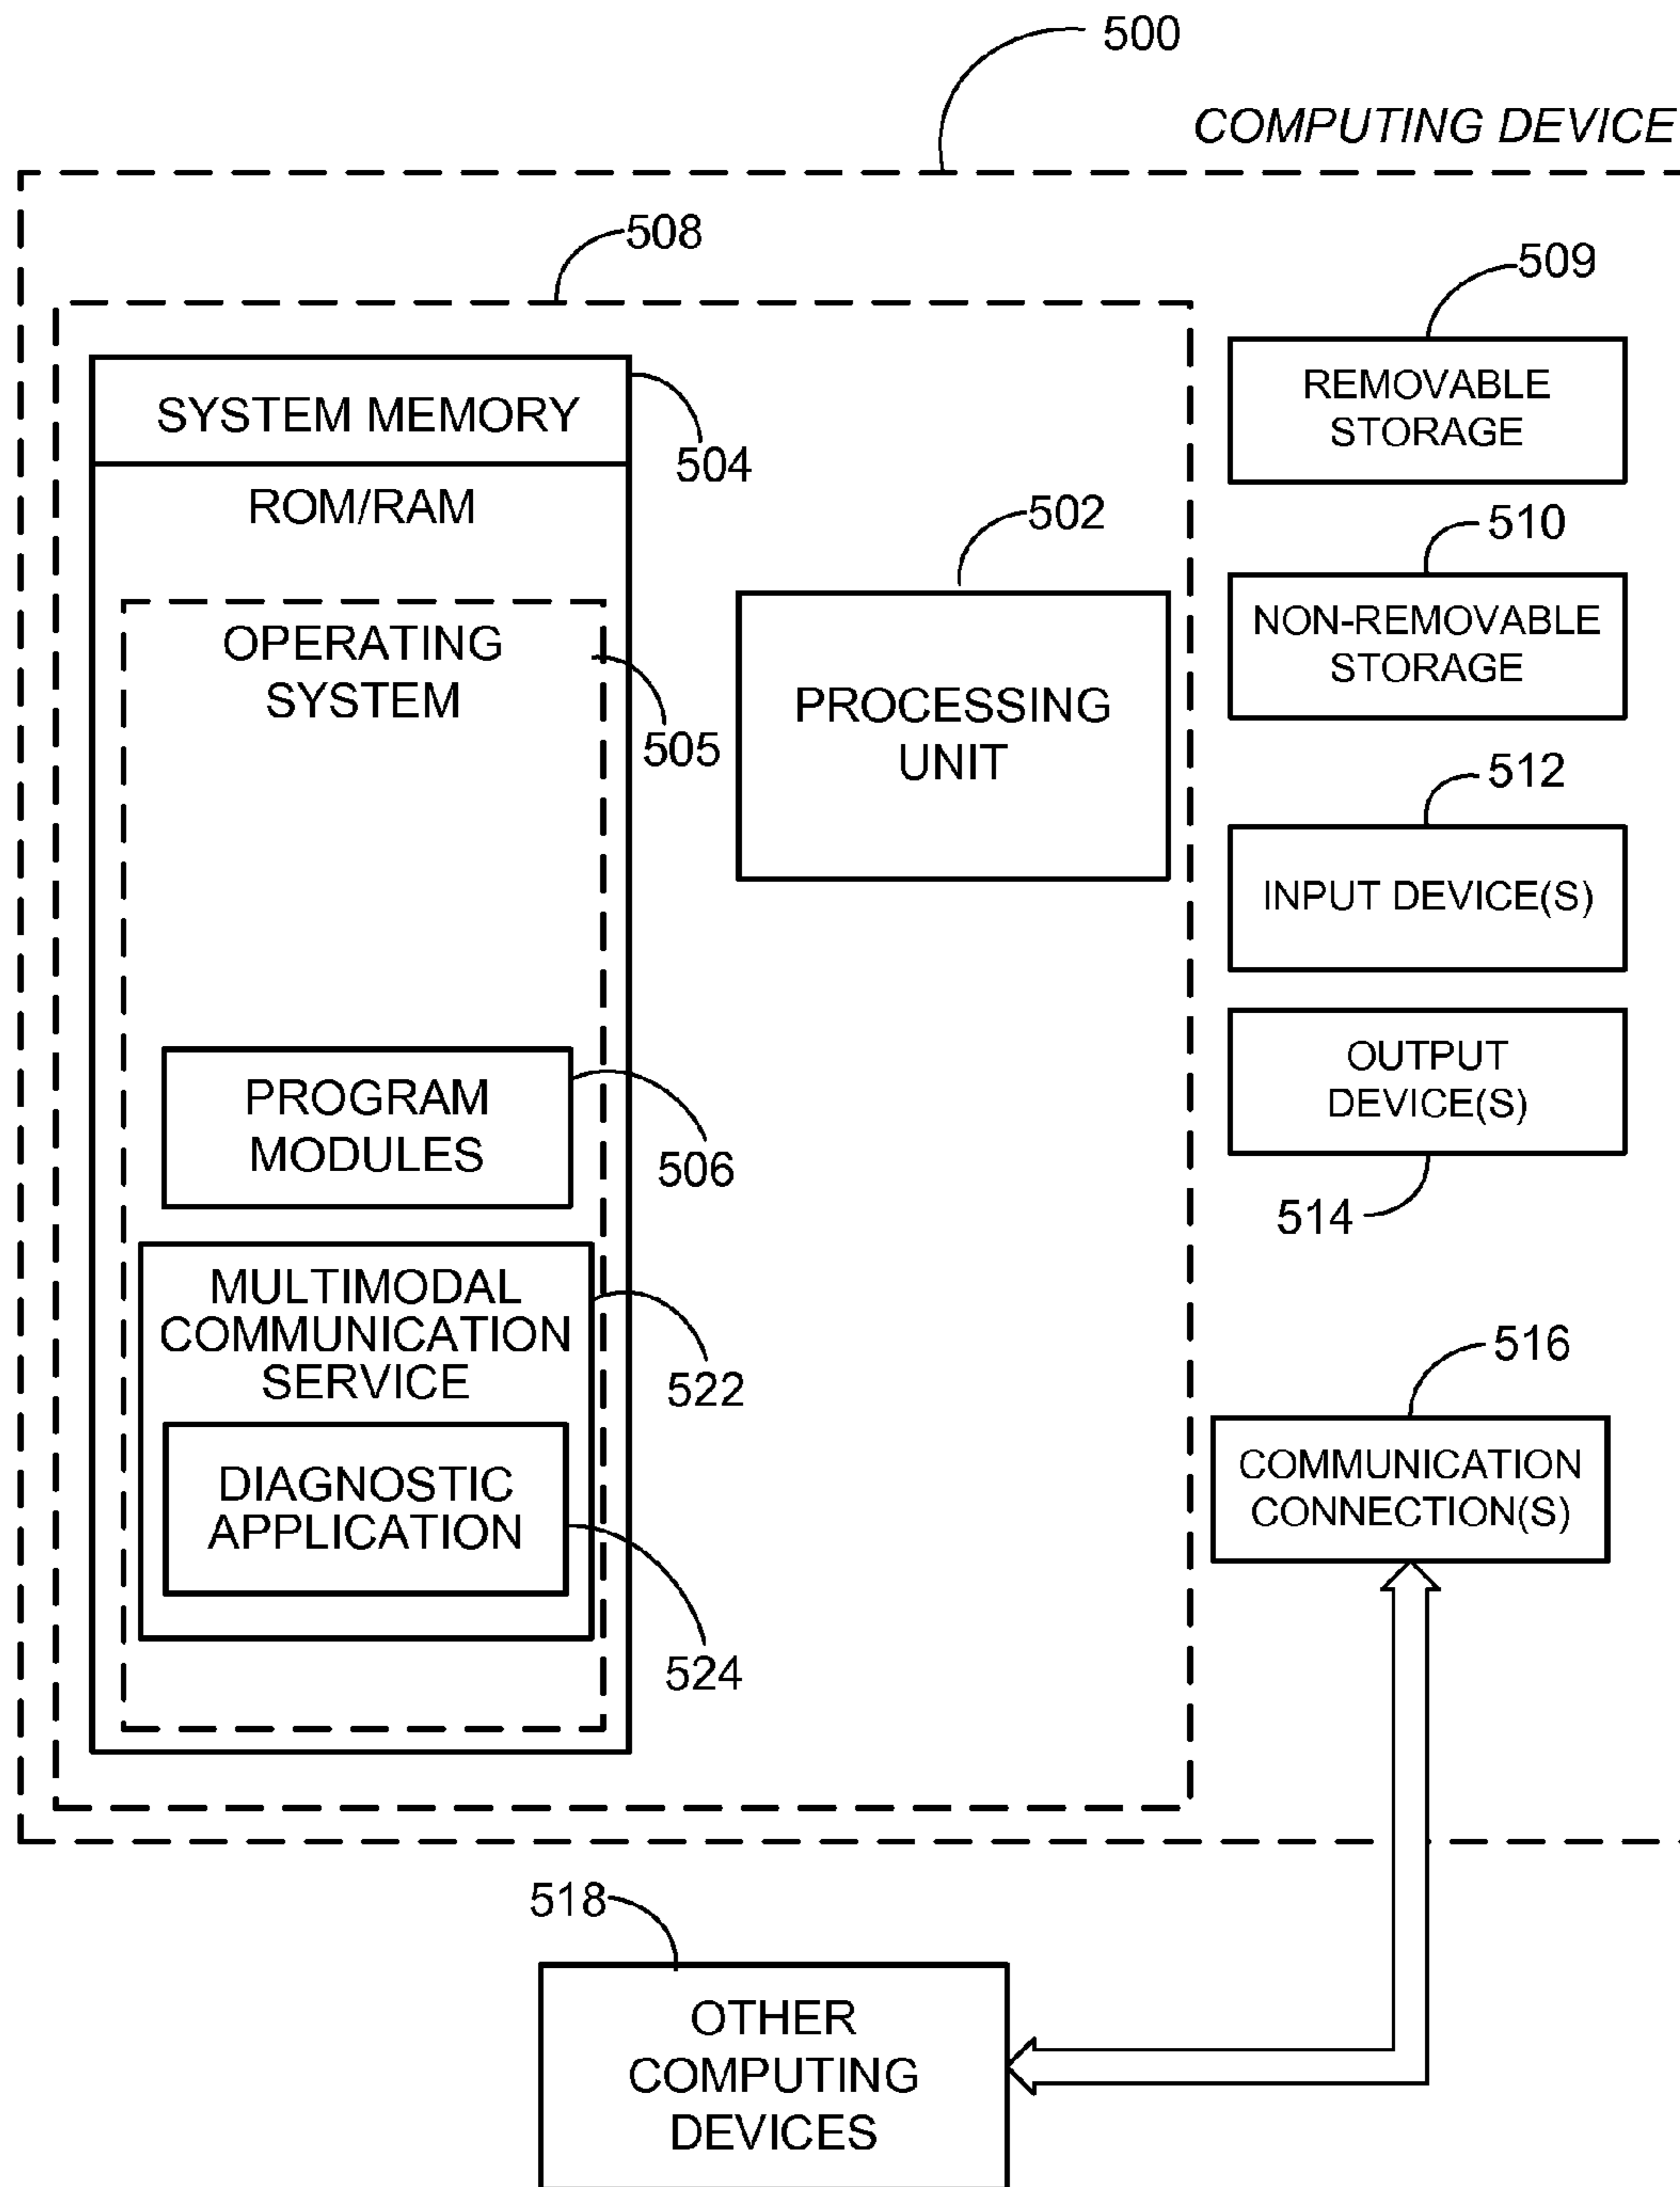 500
COMPUTING DEVICE
508
509
SYSTEM MEMORY
504
ROM/RAM
REMOVABLE
STORAGE
502
510
OPERATING
SYSTEM
505
PROCESSING
UNIT
NON-REMOVABLE
STORAGE
512
INPUT DEVICE(S)
PROGRAM
MODULES
506
OUTPUT
DEVICE(S)
514
MULTIMODAL
COMMUNICATION
SERVICE
522
516
DIAGNOSTIC
APPLICATION
524
COMMUNICATION
CONNECTION(S)
518
OTHER
COMPUTING
DEVICES